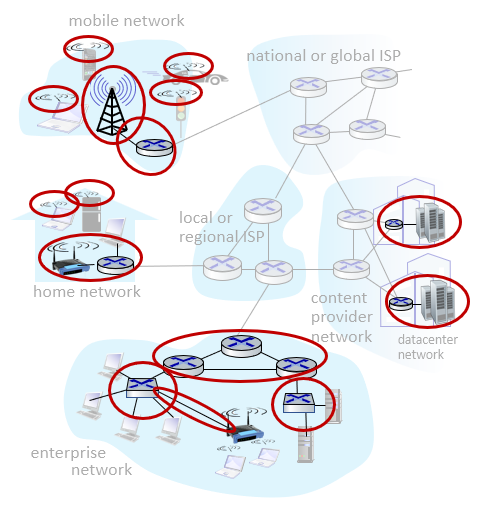 mobile network
national or global ISP
local or
regional ISP
home network
content
provider
network
datacenter
network
enterprise
network